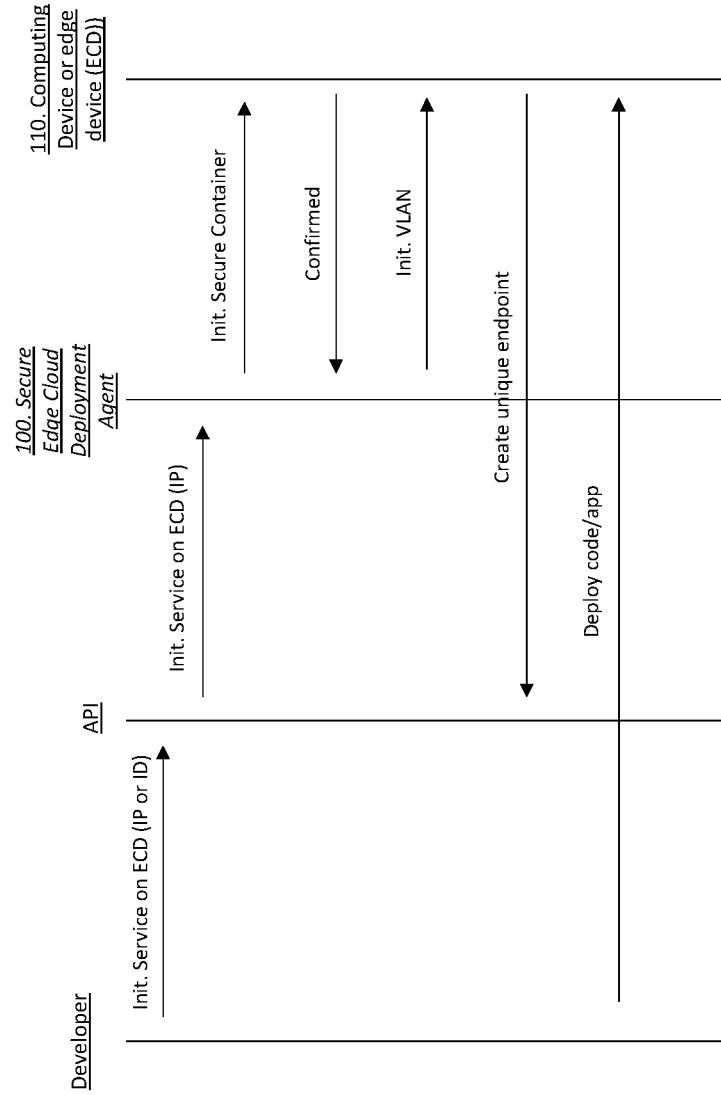 Developer
API
100. Secure
Edge Cloud
Deployment
Agent
110. Computing
Device or edge
device (ECD))
Init. Service on ECD (IP or ID)
Init. Service on ECD (IP)
Init. Secure Container
Confirmed
Init. VLAN
Create unique endpoint
Deploy code/app